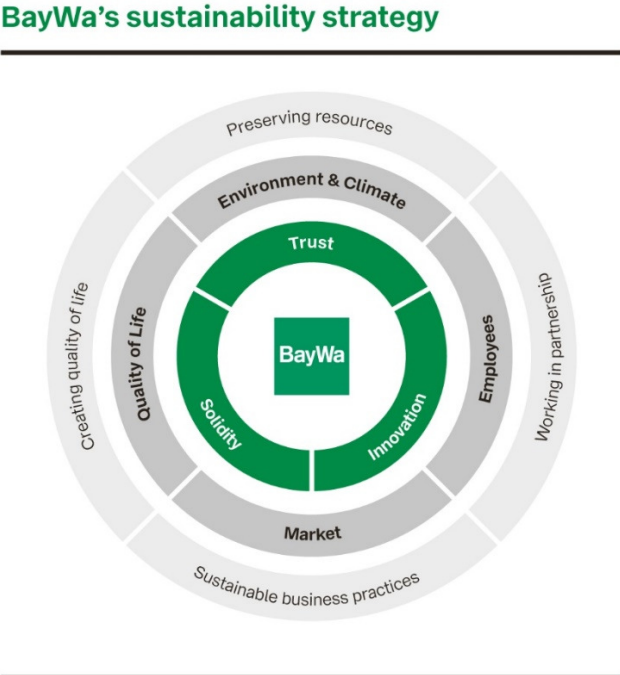 BayWa’s sustainability strategy
Preserving resources
Environment & Climate
Trust
Creating quality of life
Quality of Life
Solidity
BayWa
Innovation
Employees
Working in partnership
Market
Sustainable business practices